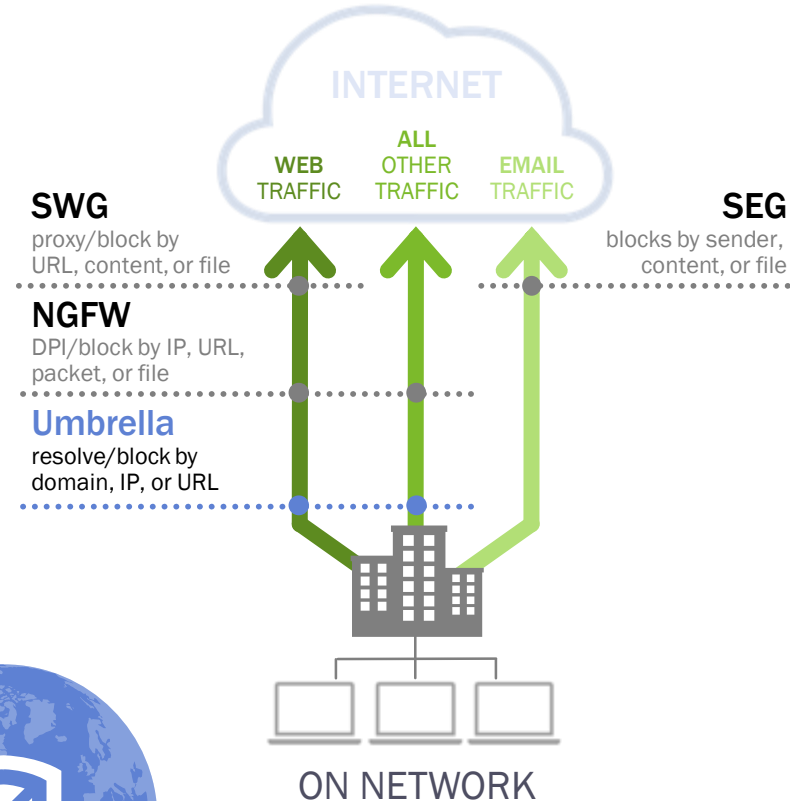 INTERNET
WEB
TRAFFIC
ALL
OTHER
TRAFFIC
EMAIL
TRAFFIC
SWG
proxy/block by
URL, content, or file
SEG
blocks by sender,
content, or file
NGFW
DPI/block by IP, URL,
packet, or file
Umbrella
resolve/block by
domain, IP, or URL
ON NETWORK